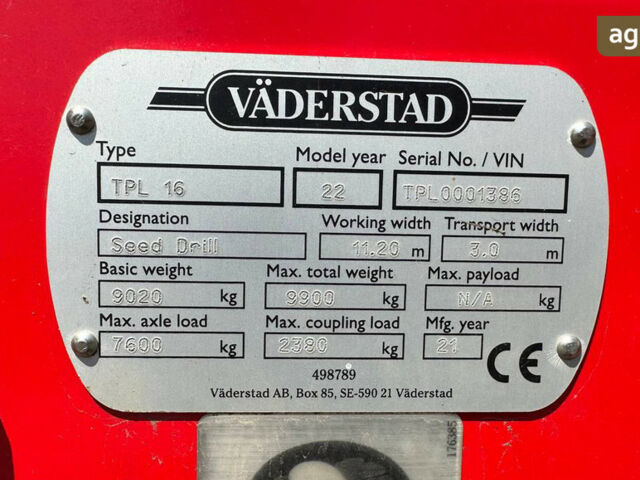 ag
VÄDERSTAD
Type Model year Serial No. / VIN
TPL 16 22 TPL0001386
Designation Working width Transport width
Seed Drill 11.20 m 3.0 m
Basic weight Max. total weight Max. payload
9020 kg 9900 kg N/A kg
Max. axle load Max. coupling load Mfg. year
7600 kg 2380 kg 21 CE
498789
Väderstad AB, Box 85, SE-590 21 Väderstad
176385